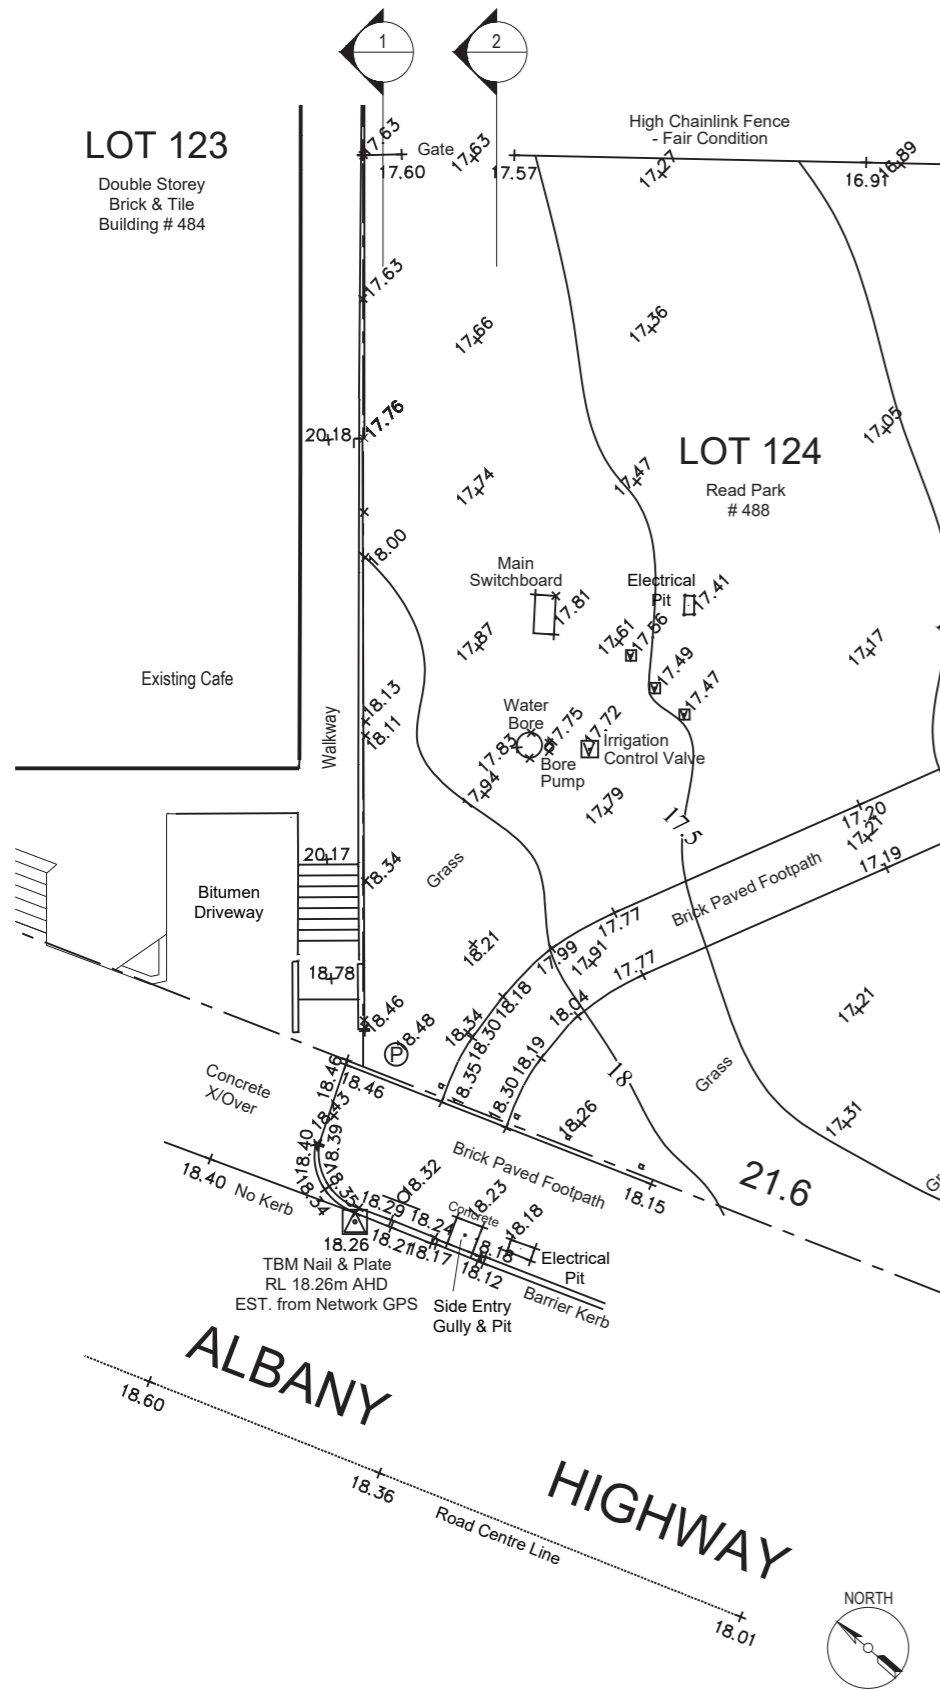 1
2
LOT 123
Double Storey
Brick & Tile
Building # 484
High Chainlink Fence
- Fair Condition
17.63
Gate
17.63
17.60
17.57
17.27
16.91
16.89
17.63
17.66
17.36
20.18
17.76
17.05
LOT 124
Read Park
# 488
17.74
17.47
18.00
Main
Switchboard
17.81
Electrical
Pit
17.41
17.87
17.61
17.56
17.17
Existing Cafe
17.49
17.47
18.13
18.11
Walkway
Water
Bore
17.83
17.75
Bore
Pump
17.72
Irrigation
Control Valve
17.94
17.79
17.5
17.20
17.21
17.19
20.17
18.34
Grass
Bitumen
Driveway
Brick Paved Footpath
17.77
18.21
17.99
17.91
17.77
18.78
18.46
18.48
P
18.34
18.30
18.18
18.04
17.21
18.46
18.46
18.35
18.30
18.19
18
Grass
Concrete
X/Over
18.43
18.40
18.39
18.26
17.31
18.40
No Kerb
18.34
18.35
18.29
18.32
Brick Paved Footpath
18.15
21.6
Gr
18.24
Concrete
18.23
18.18
18.26
18.21
18.17
18.18
18.12
Electrical
Pit
TBM Nail & Plate
RL 18.26m AHD
EST. from Network GPS
Side Entry
Gully & Pit
Barrier Kerb
ALBANY
HIGHWAY
18.60
18.36
Road Centre Line
18.01
NORTH